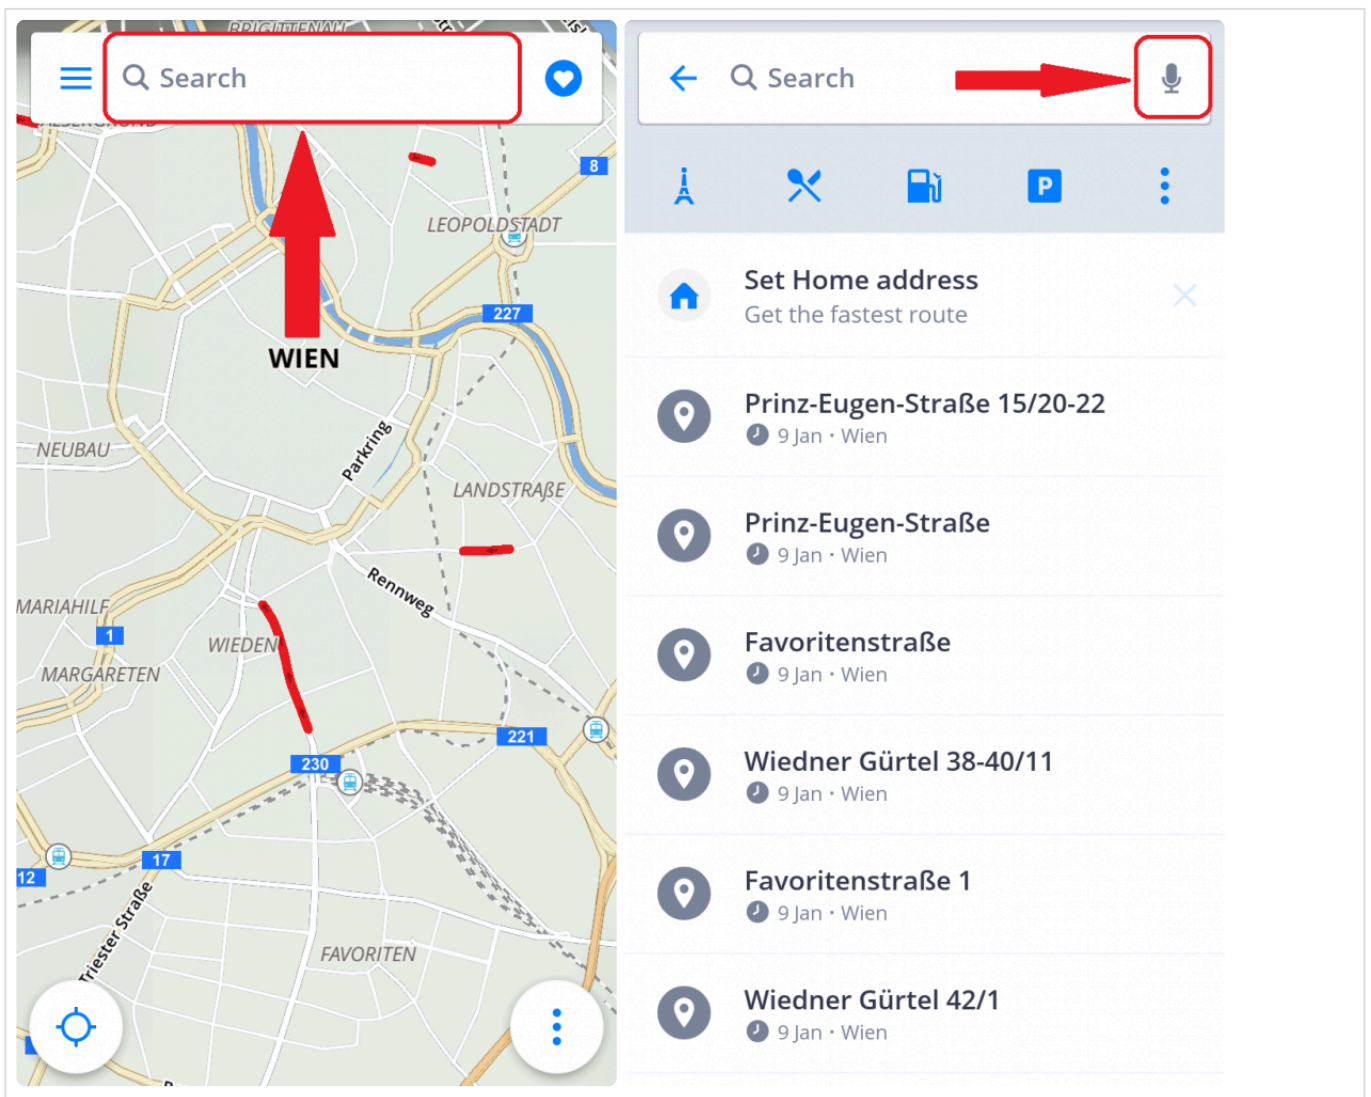 BRIGITTENAU
Search
ALSERGRUND
8
LEOPOLDSTADT
227
WIEN
Parkring
NEUBAU
LANDSTRAßE
Rennweg
MARIAHILF
1
WIEDEN
MARGARETEN
221
230
17
12
Triester Straße
FAVORITEN
Search
P
Set Home address
Get the fastest route
Prinz-Eugen-Straße 15/20-22
9 Jan · Wien
Prinz-Eugen-Straße
9 Jan · Wien
Favoritenstraße
9 Jan · Wien
Wiedner Gürtel 38-40/11
9 Jan · Wien
Favoritenstraße 1
9 Jan · Wien
Wiedner Gürtel 42/1
9 Jan · Wien